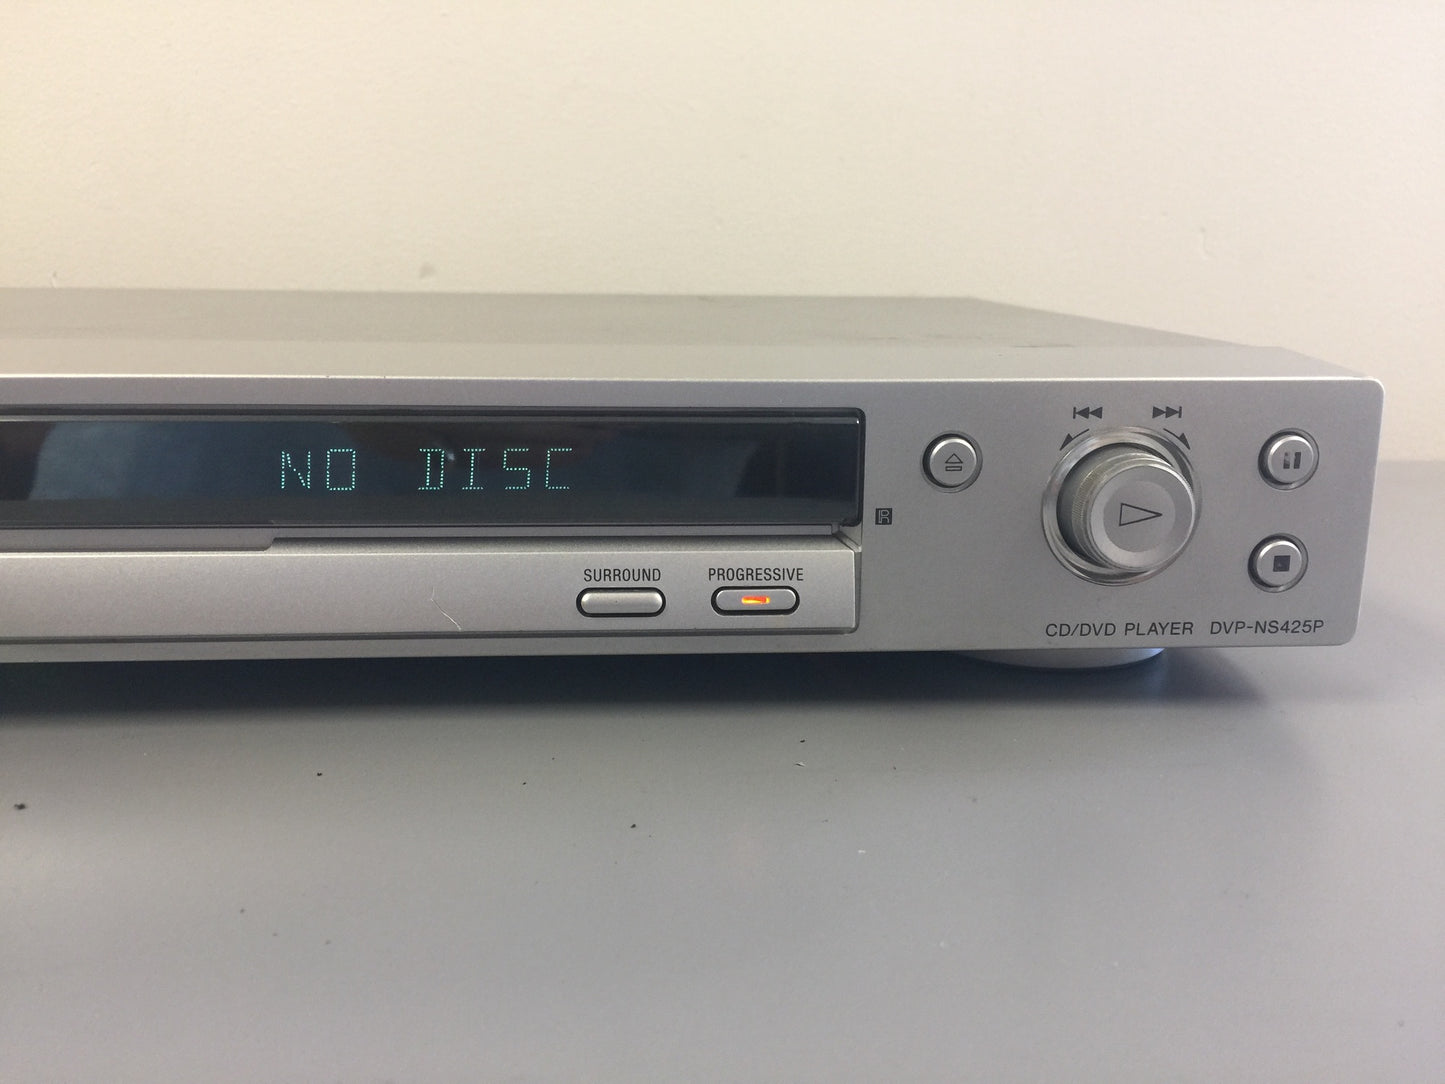 NO DISC
SURROUND
PROGRESSIVE
CD/DVD PLAYER DVP-NS425P